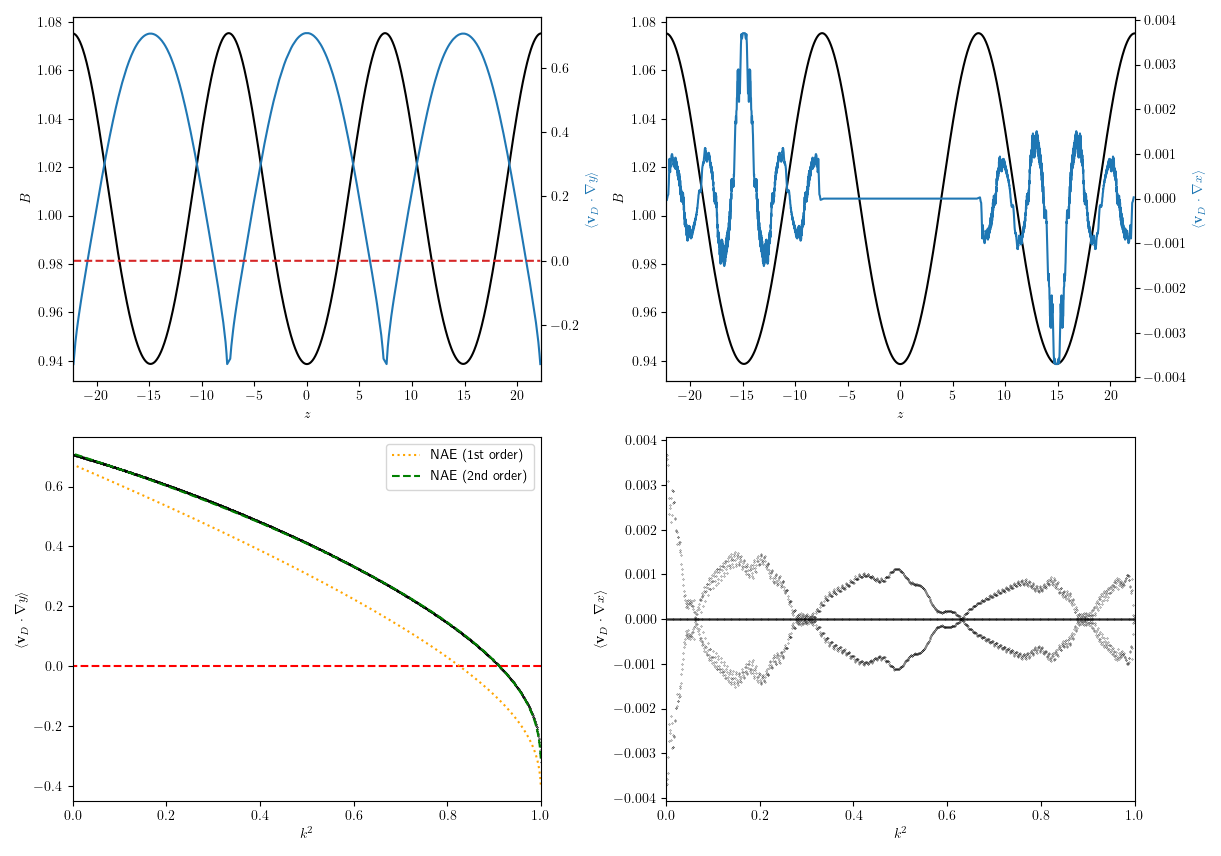 1.08
1.06
1.04
1.02
1.00
0.98
0.96
0.94
B
−20 −15 −10 −5 0 5 10 15 20
z
0.6
0.4
0.2
0.0
−0.2
⟨v_D · ∇y⟩
1.08
1.06
1.04
1.02
1.00
0.98
0.96
0.94
B
−20 −15 −10 −5 0 5 10 15 20
z
0.004
0.003
0.002
0.001
0.000
−0.001
−0.002
−0.003
−0.004
⟨v_D · ∇x⟩
0.6
0.4
0.2
0.0
−0.2
−0.4
⟨v_D · ∇y⟩
NAE (1st order)
NAE (2nd order)
0.0 0.2 0.4 0.6 0.8 1.0
k²
0.004
0.003
0.002
0.001
0.000
−0.001
−0.002
−0.003
−0.004
⟨v_D · ∇x⟩
0.0 0.2 0.4 0.6 0.8 1.0
k²